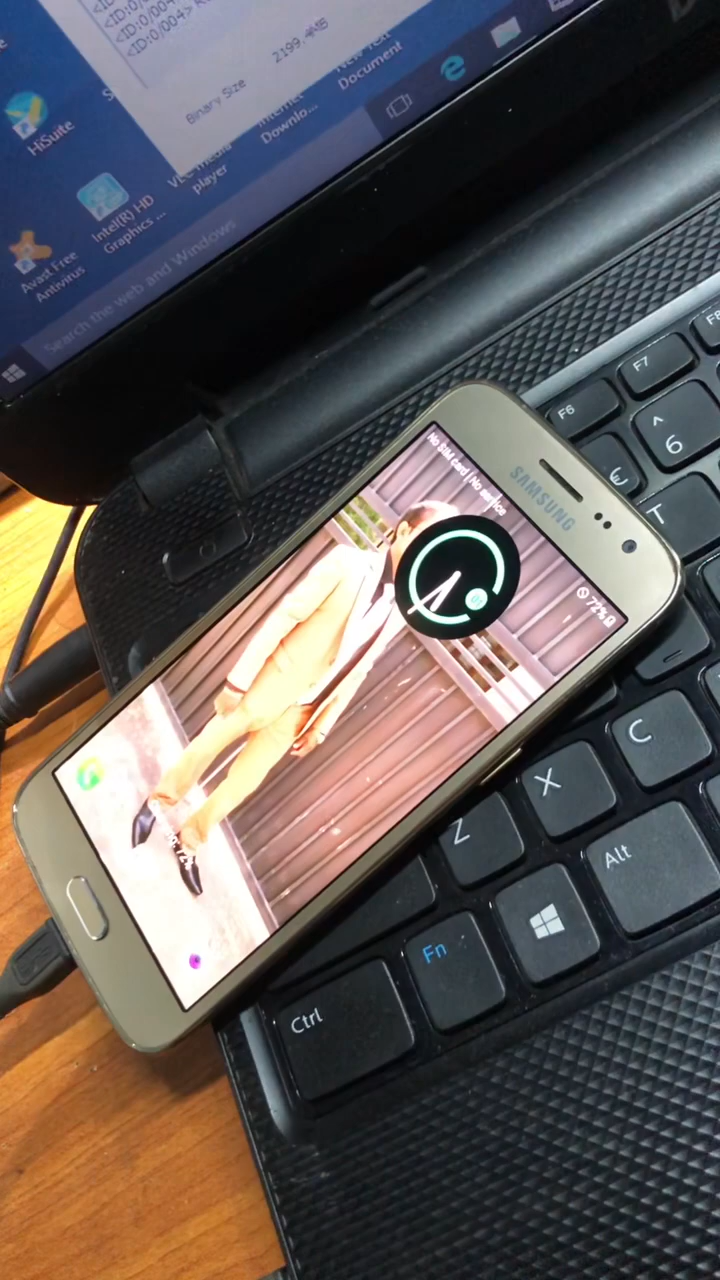 <ID:0/004>
Binary Size
2199.4MB
New Text
Document
HiSuite
Internet
Downlo...
VLC media
player
Intel(R) HD
Graphics ...
Avast Free
Antivirus
Search the web and Windows
F8
F7
F6
^
6
€
T
No SIM card | No service
SAMSUNG
72%
C
X
Z
Alt
Fn
Ctrl